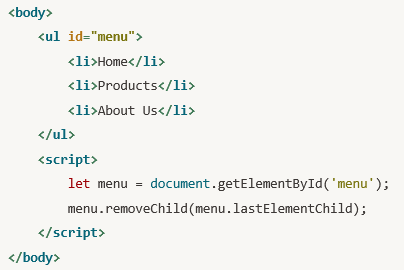 <body>
    <ul id="menu">
        <li>Home</li>
        <li>Products</li>
        <li>About Us</li>
    </ul>
    <script>
        let menu = document.getElementById('menu');
        menu.removeChild(menu.lastElementChild);
    </script>
</body>